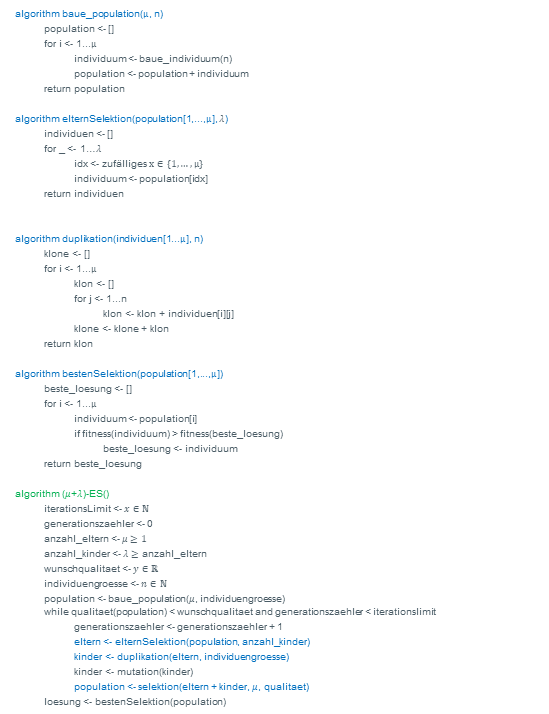 algorithm baue_population(μ, n)
population <- []
for i <- 1...μ
individuum <- baue_individuum(n)
population <- population + individuum
return population
algorithm elternSelektion(population[1,...,μ], λ)
individuen <- []
for _ <- 1...λ
idx <- zufälliges x ∈ {1, ... , μ}
individuum <- population[idx]
return individuen
algorithm duplikation(individuen[1...μ], n)
klone <- []
for i <- 1...μ
klon <- []
for j <- 1...n
klon <- klon + individuen[i][j]
klone <- klone + klon
return klon
algorithm bestenSelektion(population[1,...,μ])
beste_loesung <- []
for i <- 1...μ
individuum <- population[i]
if fitness(individuum) > fitness(beste_loesung)
beste_loesung <- individuum
return beste_loesung
algorithm (μ+λ)-ES()
iterationsLimit <- x ∈ ℕ
generationszaehler <- 0
anzahl_eltern <- μ ≥ 1
anzahl_kinder <- λ ≥ anzahl_eltern
wunschqualitaet <- y ∈ ℝ
individuengroesse <- n ∈ ℕ
population <- baue_population(μ, individuengroesse)
while qualitaet(population) < wunschqualitaet and generationszaehler < iterationslimit
generationszaehler <- generationszaehler + 1
eltern <- elternSelektion(population, anzahl_kinder)
kinder <- duplikation(eltern, individuengroesse)
kinder <- mutation(kinder)
population <- selektion(eltern + kinder, μ, qualitaet)
loesung <- bestenSelektion(population)